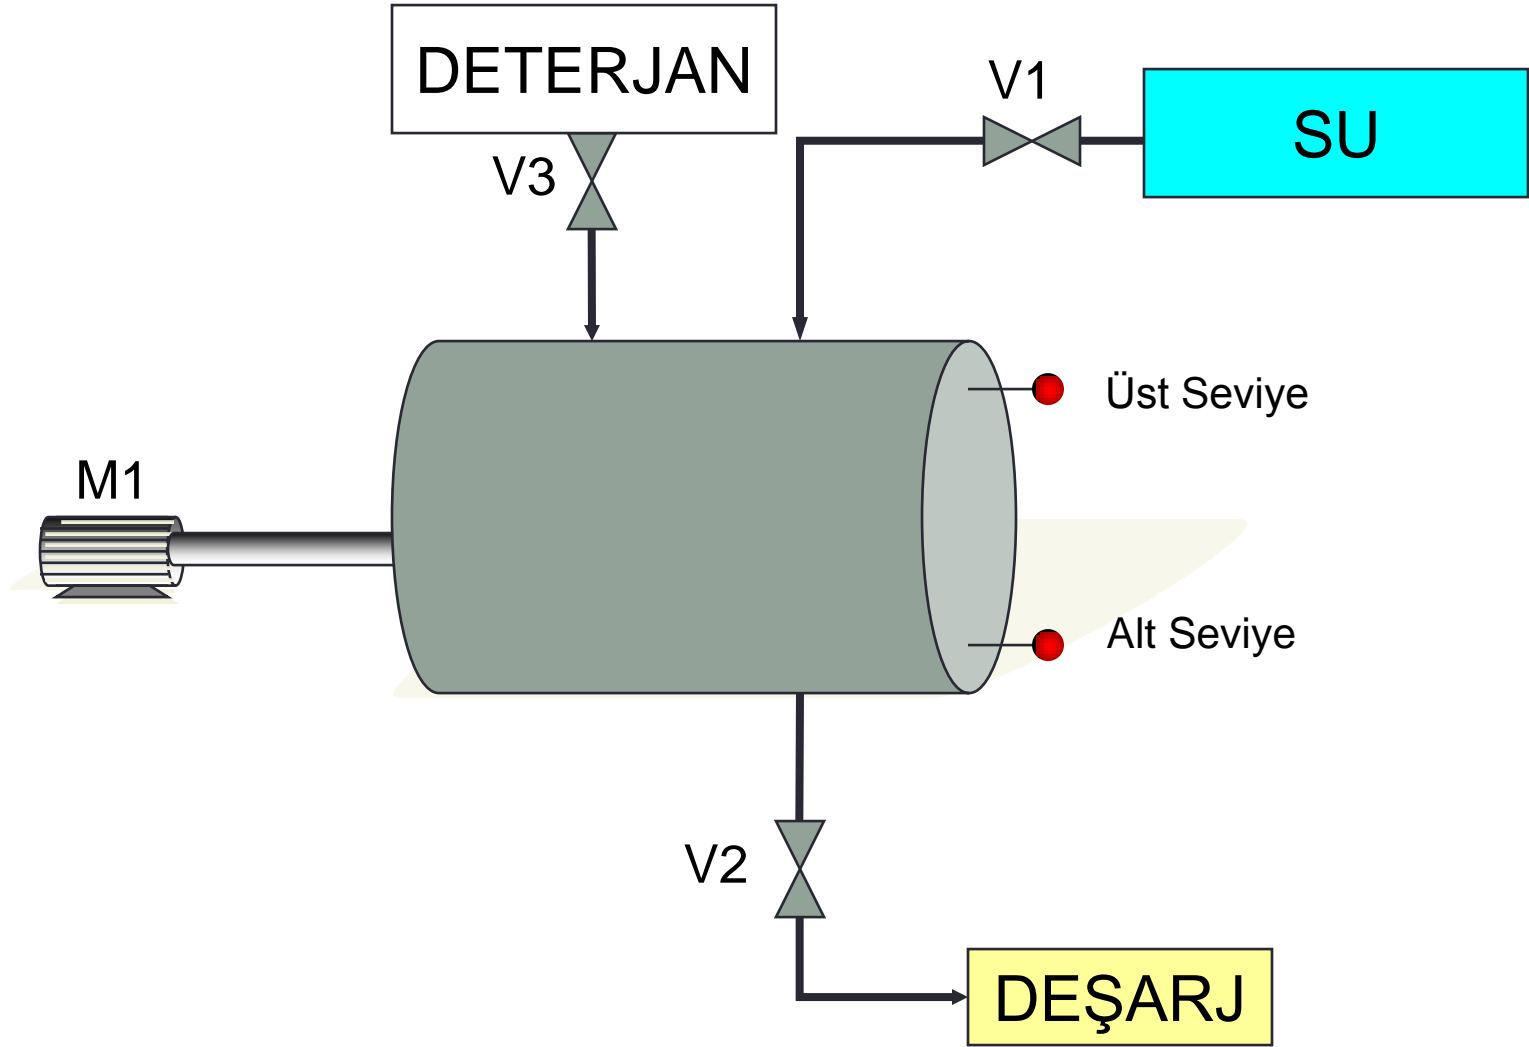 DETERJAN
V1
SU
V3
Üst Seviye
M1
Alt Seviye
V2
DEŞARJ